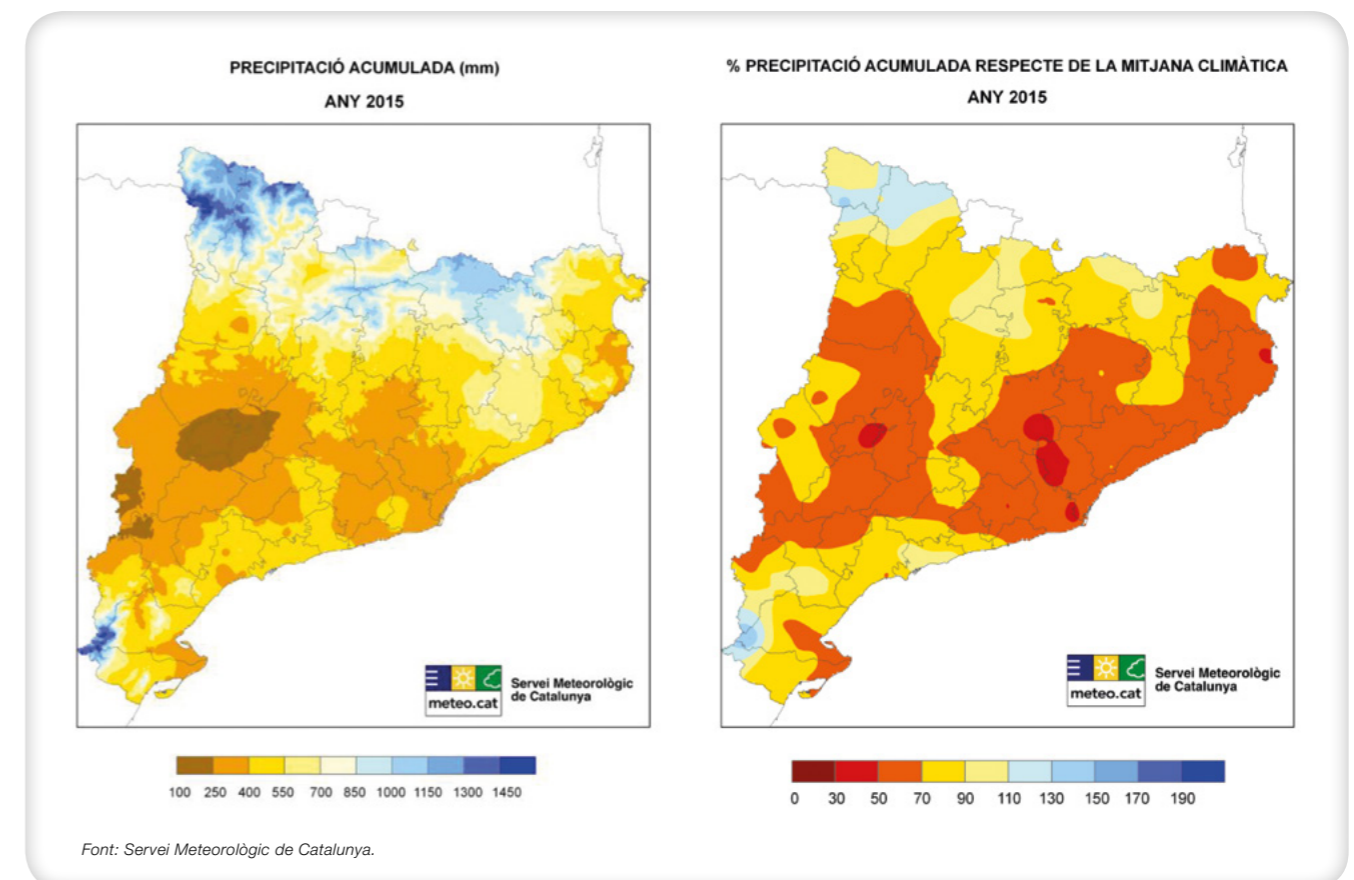 PRECIPITACIÓ ACUMULADA (mm)
ANY 2015
Servei Meteorològic
de Catalunya
meteo.cat
100 250 400 550 700 850 1000 1150 1300 1450
% PRECIPITACIÓ ACUMULADA RESPECTE DE LA MITJANA CLIMÀTICA
ANY 2015
Servei Meteorològic
de Catalunya
meteo.cat
0 30 50 70 90 110 130 150 170 190
Font: Servei Meteorològic de Catalunya.